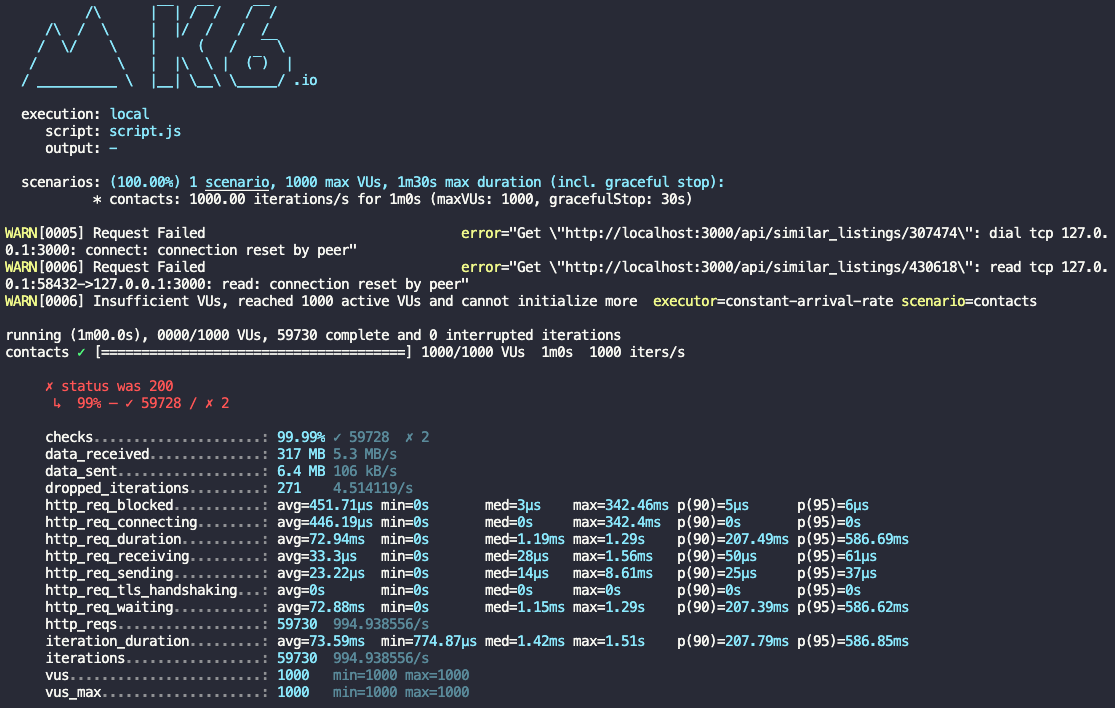 /\      |‾‾| /‾‾/   /‾‾/
     /\  /  \     |  |/  /   /  /
    /  \/    \    |     (   /   ‾‾\
   /          \   |  |\  \ |  (‾)  |
  / __________ \  |__| \__\ \_____/ .io

  execution: local
     script: script.js
     output: -

  scenarios: (100.00%) 1 scenario, 1000 max VUs, 1m30s max duration (incl. graceful stop):
           * contacts: 1000.00 iterations/s for 1m0s (maxVUs: 1000, gracefulStop: 30s)

WARN[0005] Request Failed                                error="Get \"http://localhost:3000/api/similar_listings/307474\": dial tcp 127.0.
0.1:3000: connect: connection reset by peer"
WARN[0006] Request Failed                                error="Get \"http://localhost:3000/api/similar_listings/430618\": read tcp 127.0.
0.1:58432->127.0.0.1:3000: read: connection reset by peer"
WARN[0006] Insufficient VUs, reached 1000 active VUs and cannot initialize more  executor=constant-arrival-rate scenario=contacts

running (1m00.0s), 0000/1000 VUs, 59730 complete and 0 interrupted iterations
contacts ✓ [======================================] 1000/1000 VUs  1m0s  1000 iters/s

     ✗ status was 200
      ↳  99% — ✓ 59728 / ✗ 2

     checks.....................: 99.99% ✓ 59728  ✗ 2
     data_received..............: 317 MB 5.3 MB/s
     data_sent..................: 6.4 MB 106 kB/s
     dropped_iterations.........: 271    4.514119/s
     http_req_blocked...........: avg=451.71µs min=0s       med=3µs    max=342.46ms p(90)=5µs      p(95)=6µs
     http_req_connecting........: avg=446.19µs min=0s       med=0s     max=342.4ms  p(90)=0s       p(95)=0s
     http_req_duration..........: avg=72.94ms  min=0s       med=1.19ms max=1.29s    p(90)=207.49ms p(95)=586.69ms
     http_req_receiving.........: avg=33.3µs   min=0s       med=28µs   max=1.56ms   p(90)=50µs     p(95)=61µs
     http_req_sending...........: avg=23.22µs  min=0s       med=14µs   max=8.61ms   p(90)=25µs     p(95)=37µs
     http_req_tls_handshaking...: avg=0s       min=0s       med=0s     max=0s       p(90)=0s       p(95)=0s
     http_req_waiting...........: avg=72.88ms  min=0s       med=1.15ms max=1.29s    p(90)=207.39ms p(95)=586.62ms
     http_reqs..................: 59730  994.938556/s
     iteration_duration.........: avg=73.59ms  min=774.87µs med=1.42ms max=1.51s    p(90)=207.79ms p(95)=586.85ms
     iterations.................: 59730  994.938556/s
     vus........................: 1000   min=1000 max=1000
     vus_max....................: 1000   min=1000 max=1000